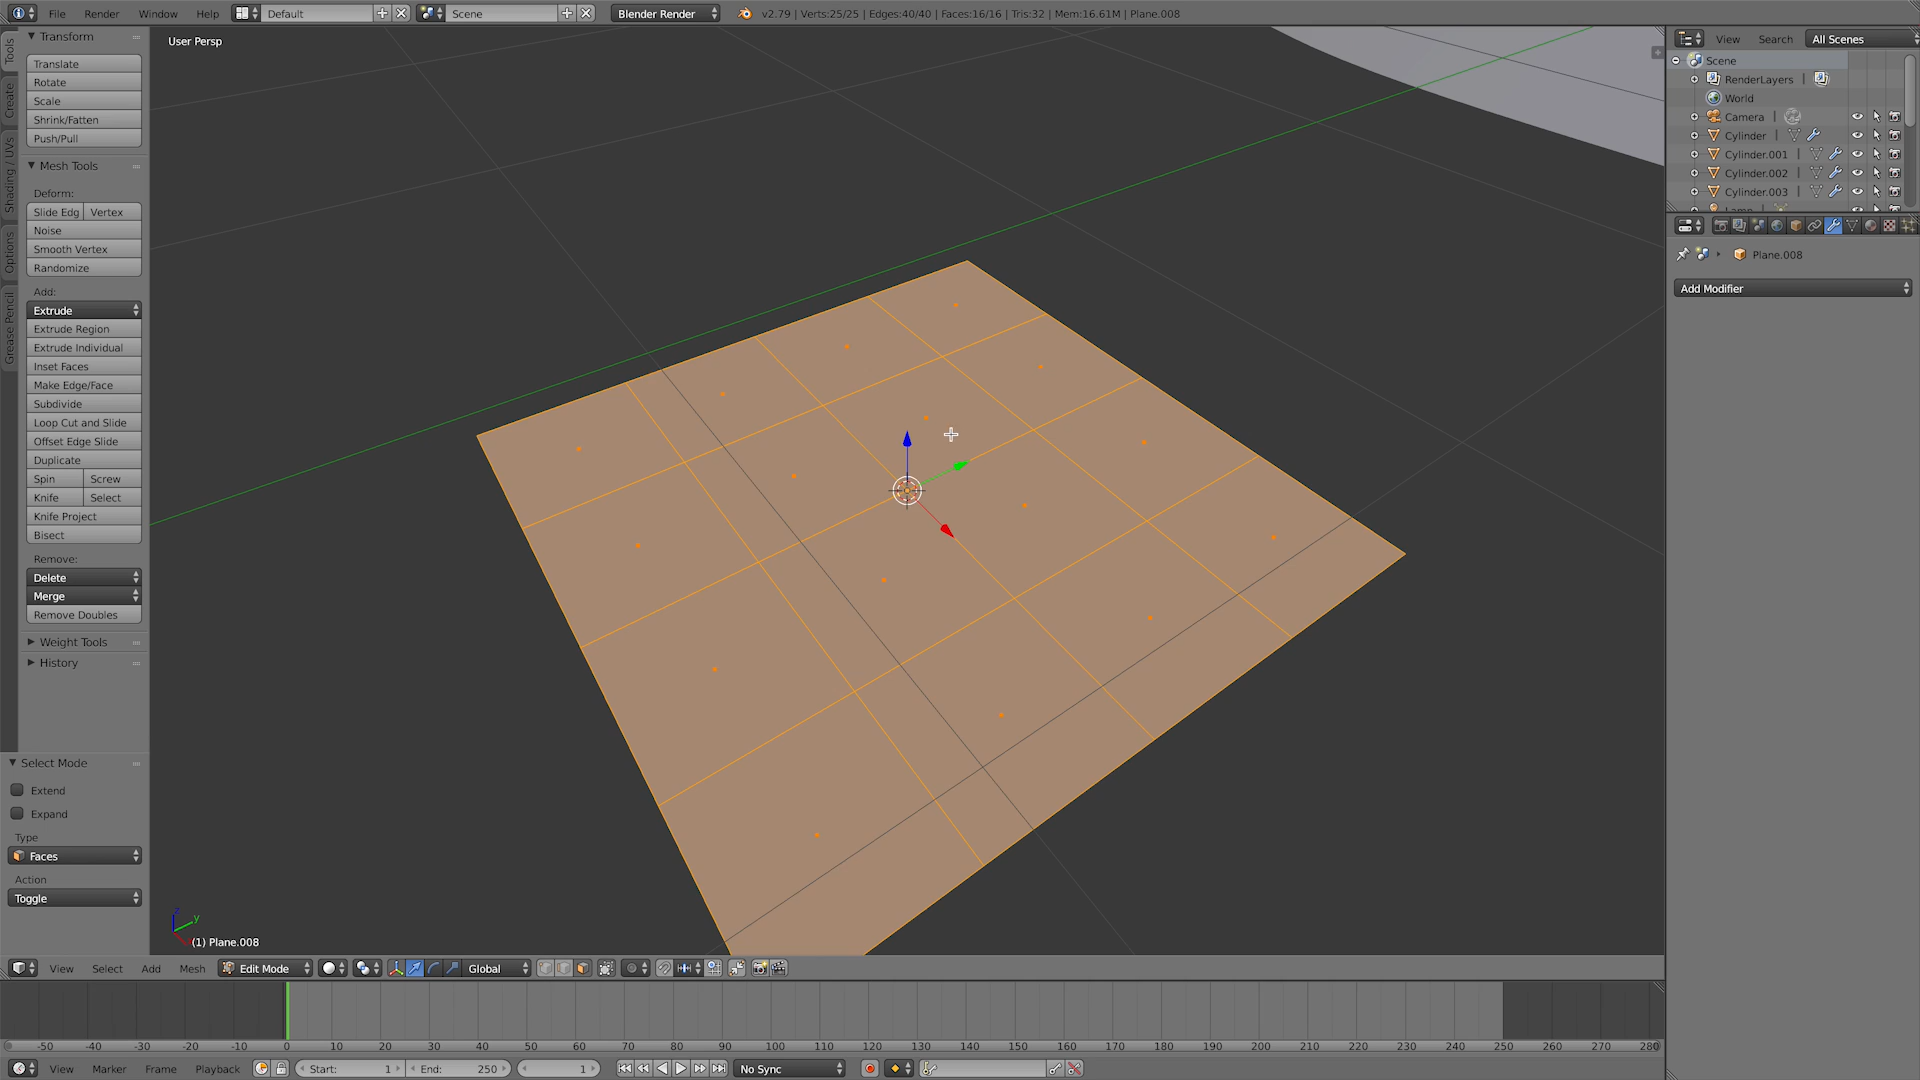 File Render Window Help Default Scene Blender Render v2.79 | Verts:25/25 | Edges:40/40 | Faces:16/16 | Tris:32 | Mem:16.61M | Plane.008
Tools
Create
Shading / UVs
Options
Grease Pencil
Transform
Translate
Rotate
Scale
Shrink/Fatten
Push/Pull
Mesh Tools
Deform:
Slide Edg Vertex
Noise
Smooth Vertex
Randomize
Add:
Extrude
Extrude Region
Extrude Individual
Inset Faces
Make Edge/Face
Subdivide
Loop Cut and Slide
Offset Edge Slide
Duplicate
Spin Screw
Knife Select
Knife Project
Bisect
Remove:
Delete
Merge
Remove Doubles
Weight Tools
History
Select Mode
Extend
Expand
Type
Faces
Action
Toggle
User Persp
z
y
(1) Plane.008
View Search All Scenes
Scene
RenderLayers |
World
Camera |
Cylinder |
Cylinder.001 |
Cylinder.002 |
Cylinder.003 |
Lamp
Plane.008
Add Modifier
View Select Add Mesh Edit Mode Global
-50 -40 -30 -20 -10 0 10 20 30 40 50 60 70 80 90 100 110 120 130 140 150 160 170 180 190 200 210 220 230 240 250 260 270 280
View Marker Frame Playback Start: 1 End: 250 1 No Sync